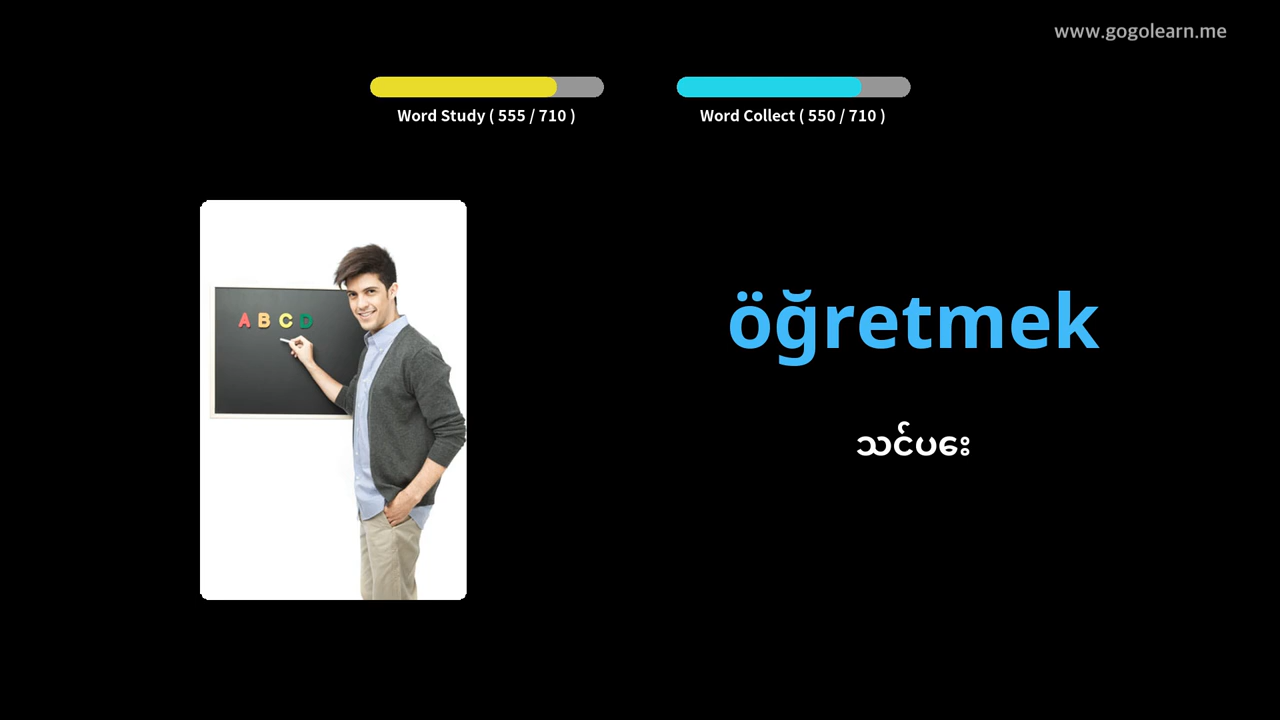 www.gogolearn.me
Word Study ( 555 / 710 )
Word Collect ( 550 / 710 )
A B C D
öğretmek
သင်ပေး